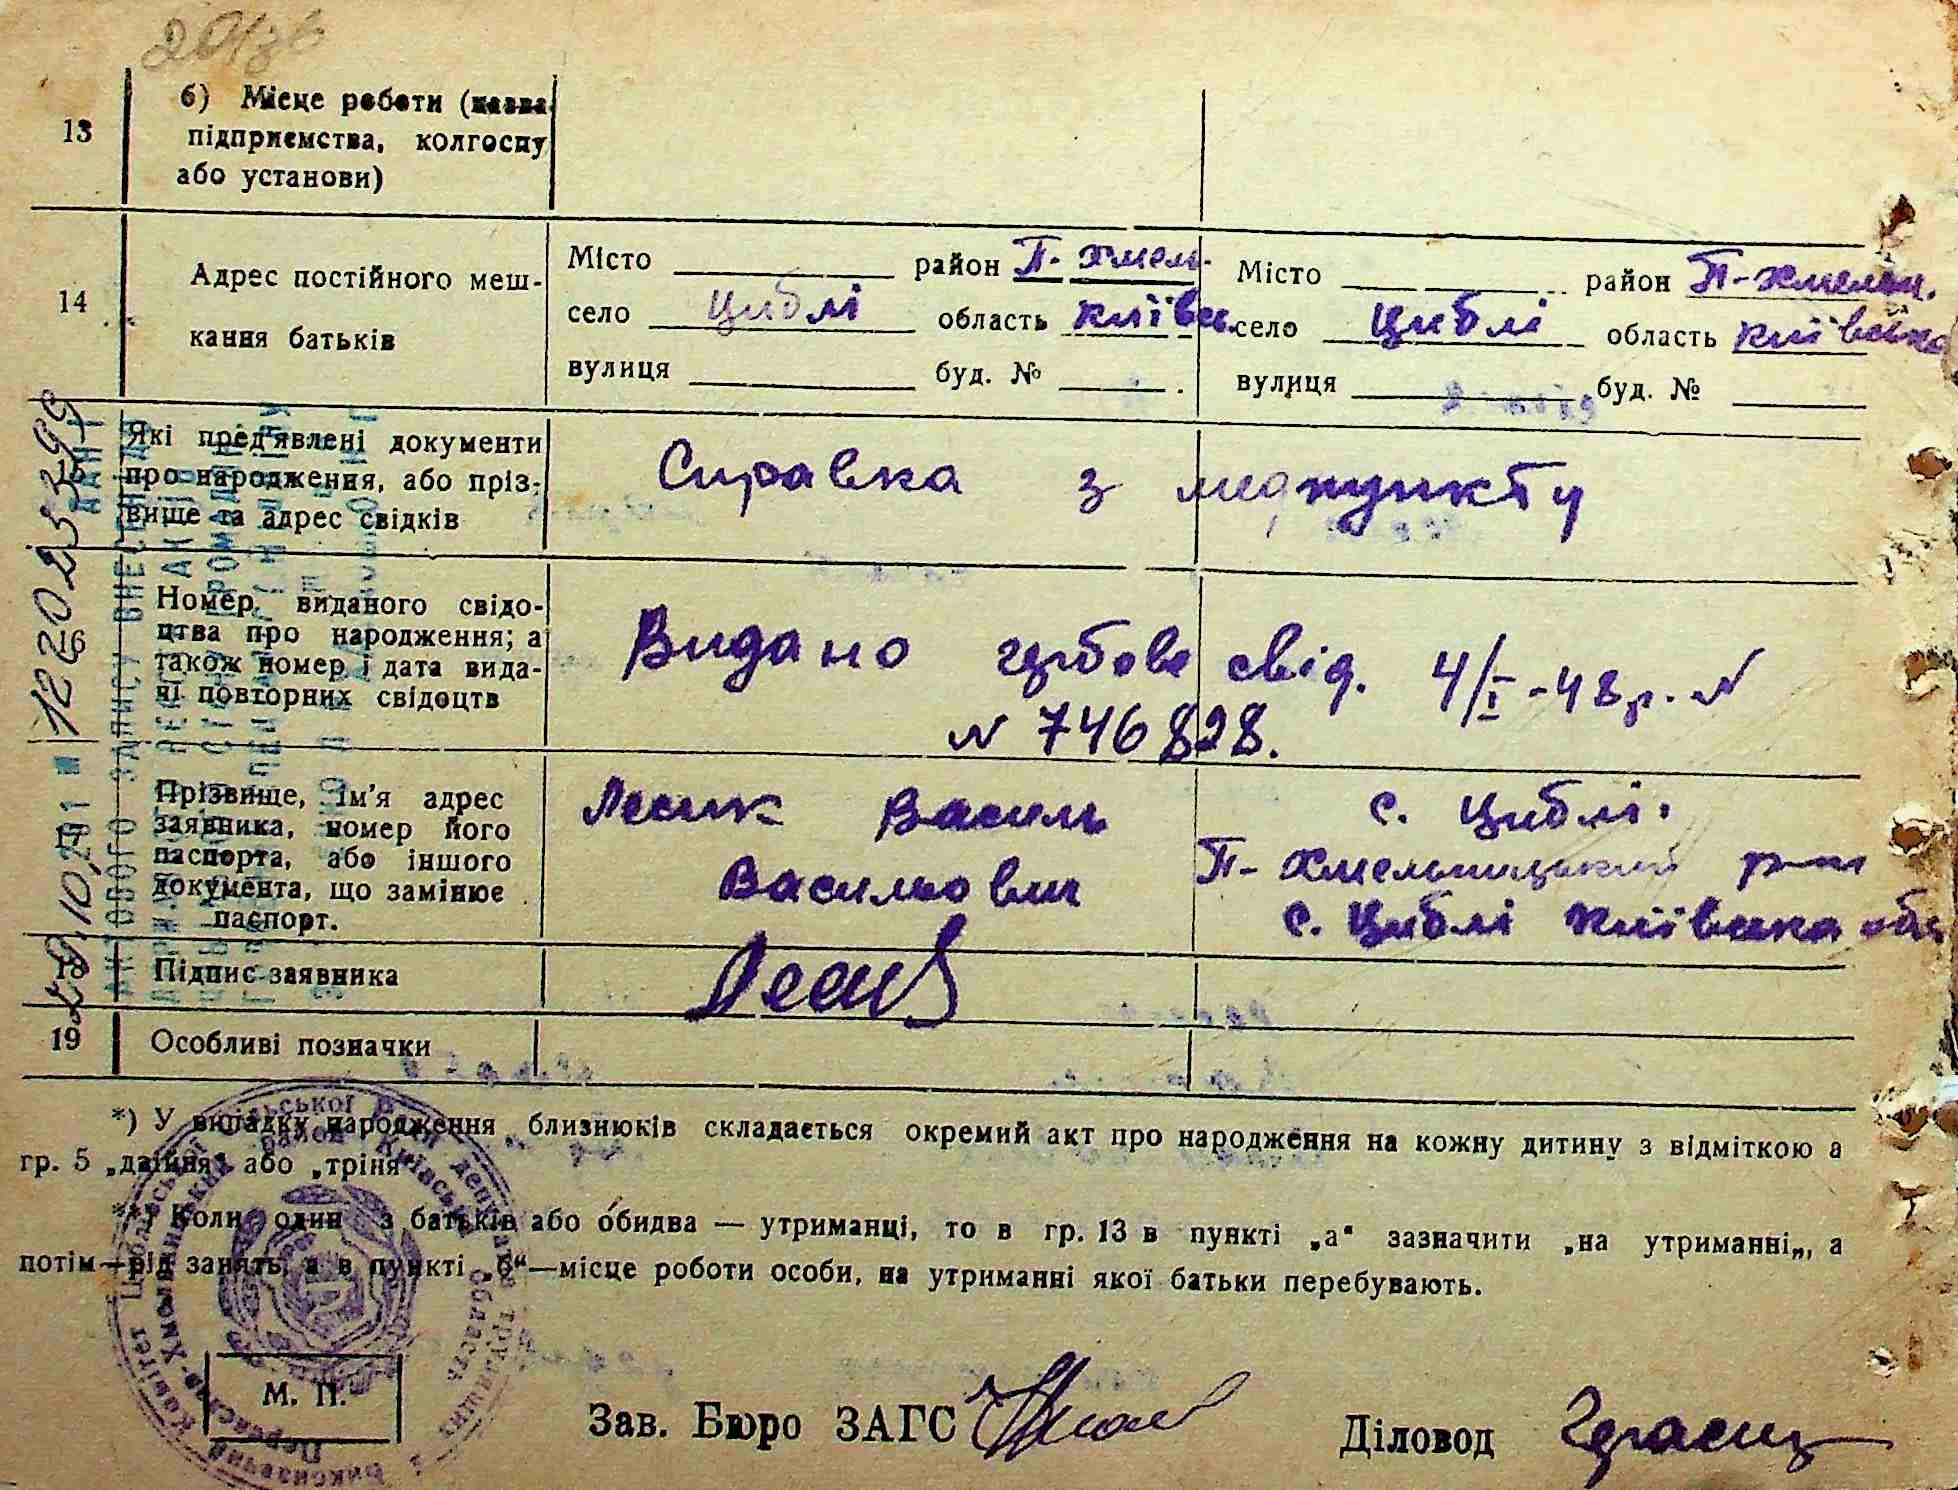 13 б) Місце роботи (назва
підприємства, колгоспу
або установи)
14 Адрес постійного меш-
кання батьків
Місто район П-Хмель.
село Циблі область Київсь.
вулиця буд. №
Місто район П-Хмельн.
село Циблі область Київська
вулиця буд. №
15 Які пред'явлені документи
про народження, або пріз-
вище та адрес свідків
Справка з медпункту
16 Номер виданого свідо-
цтва про народження; а
також номер і дата вида-
чі повторних свідоцтв
Видано гербове свід. 4/I-48 р. №
№ 746828.
17 Прізвище, ім'я адрес
заявника, номер його
паспорта, або іншого
документа, що замінює
паспорт.
Лесик Василь
Васильович
с. Циблі.
П-Хмельницький р-н
с. Циблі Київська обл
18 Підпис заявника
Лесик
19 Особливі позначки
*) У випадку народження близнюків складається окремий акт про народження на кожну дитину з відміткою а
гр. 5 „двійня" або „тріня"
**) Коли один з батьків або обидва — утриманці, то в гр. 13 в пункті „а" зазначити „на утриманні„, а
потім—рід занять, а в пункті „б"—місце роботи особи, на утриманні якої батьки перебувають.
М. П.
Зав. Бюро ЗАГС
Діловод